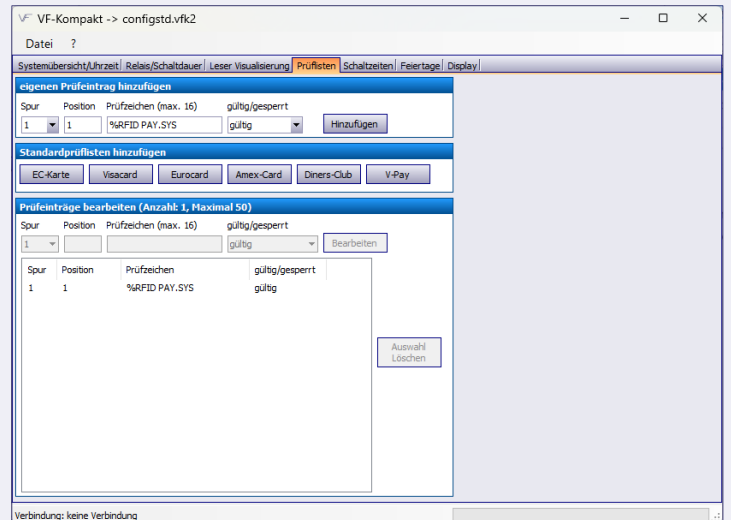 VF VF-Kompakt -> configstd.vfk2
Datei ?
Systemübersicht/Uhrzeit Relais/Schaltdauer Leser Visualisierung Prüflisten Schaltzeiten Feiertage Display
eigenen Prüfeintrag hinzufügen
Spur Position Prüfzeichen (max. 16) gültig/gesperrt
1 1 %RFID PAY.SYS gültig Hinzufügen
Standardprüflisten hinzufügen
EC-Karte Visacard Eurocard Amex-Card Diners-Club V-Pay
Prüfeinträge bearbeiten (Anzahl: 1, Maximal 50)
Spur Position Prüfzeichen (max. 16) gültig/gesperrt
1 gültig Bearbeiten
Spur Position Prüfzeichen gültig/gesperrt
1 1 %RFID PAY.SYS gültig
Auswahl
Löschen
Verbindung: keine Verbindung